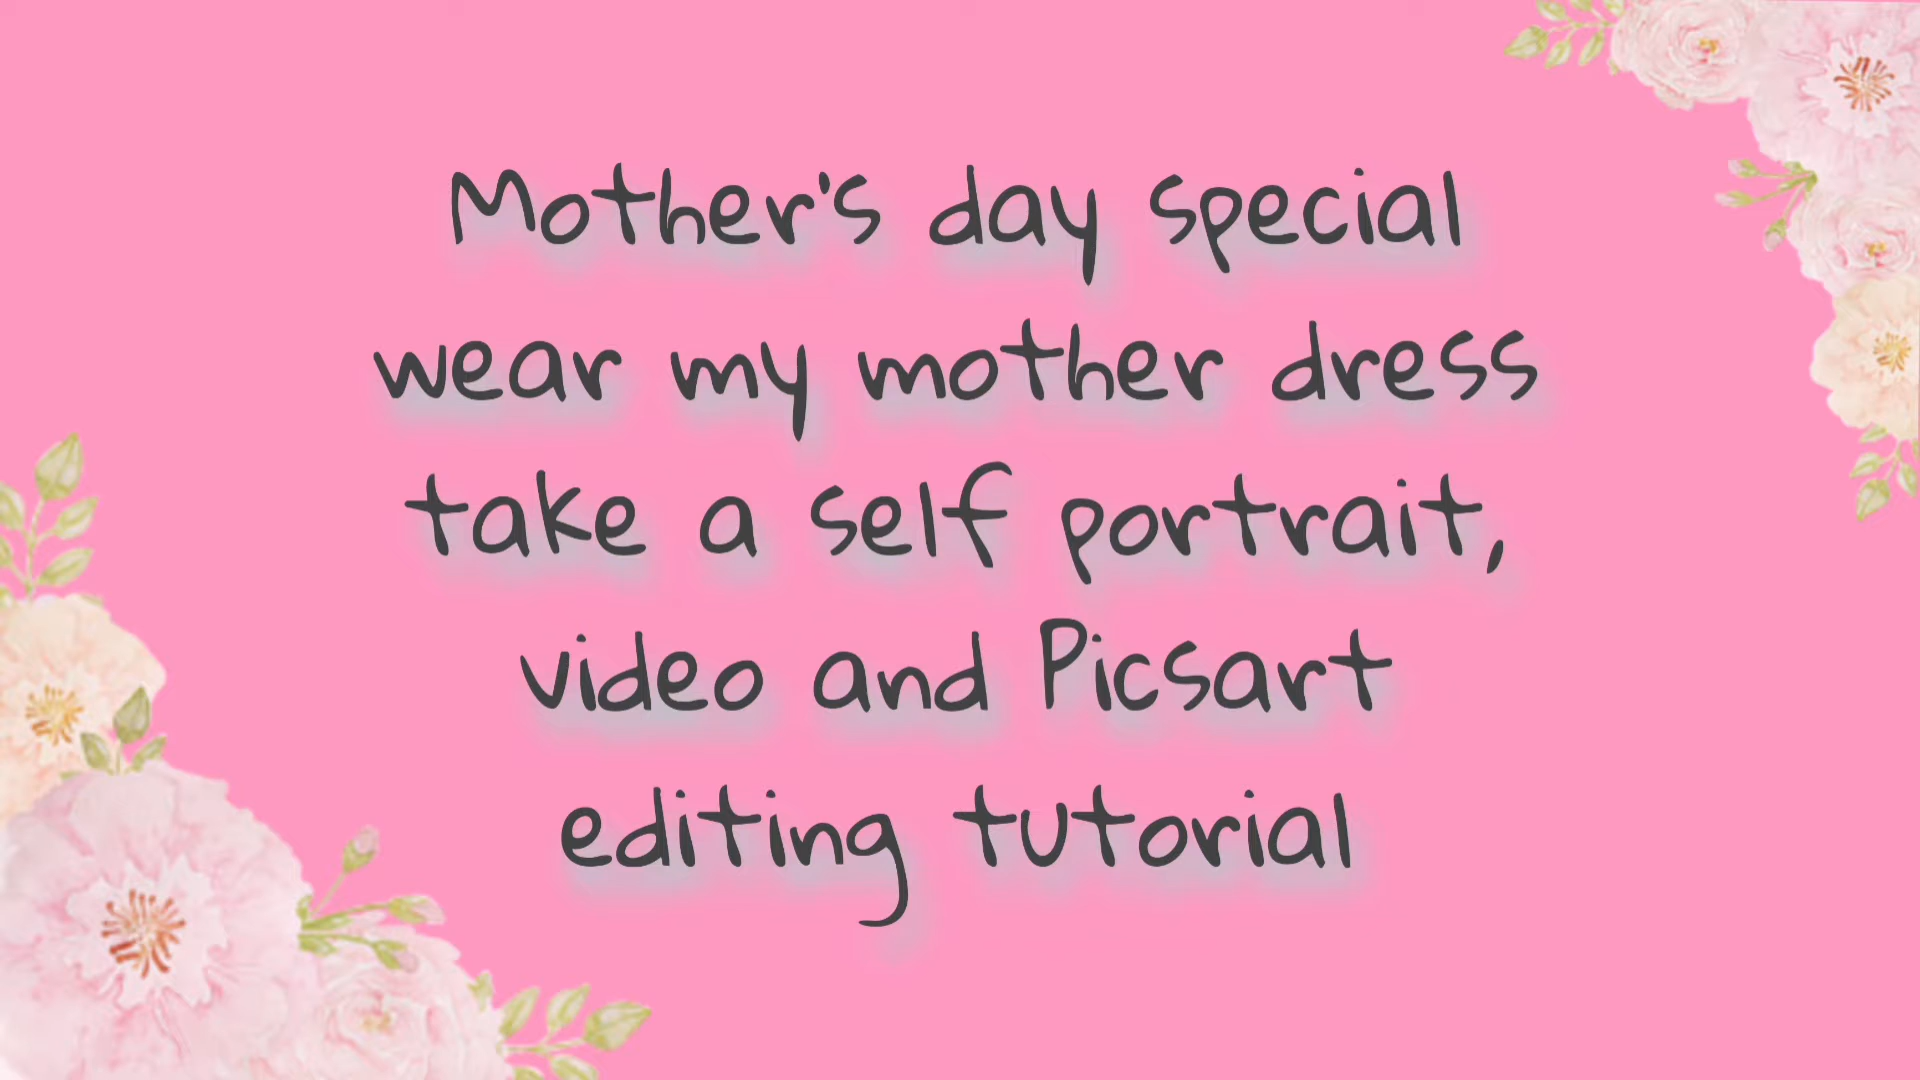 Mother's day special
wear my mother dress
take a self portrait,
video and Picsart
editing tutorial